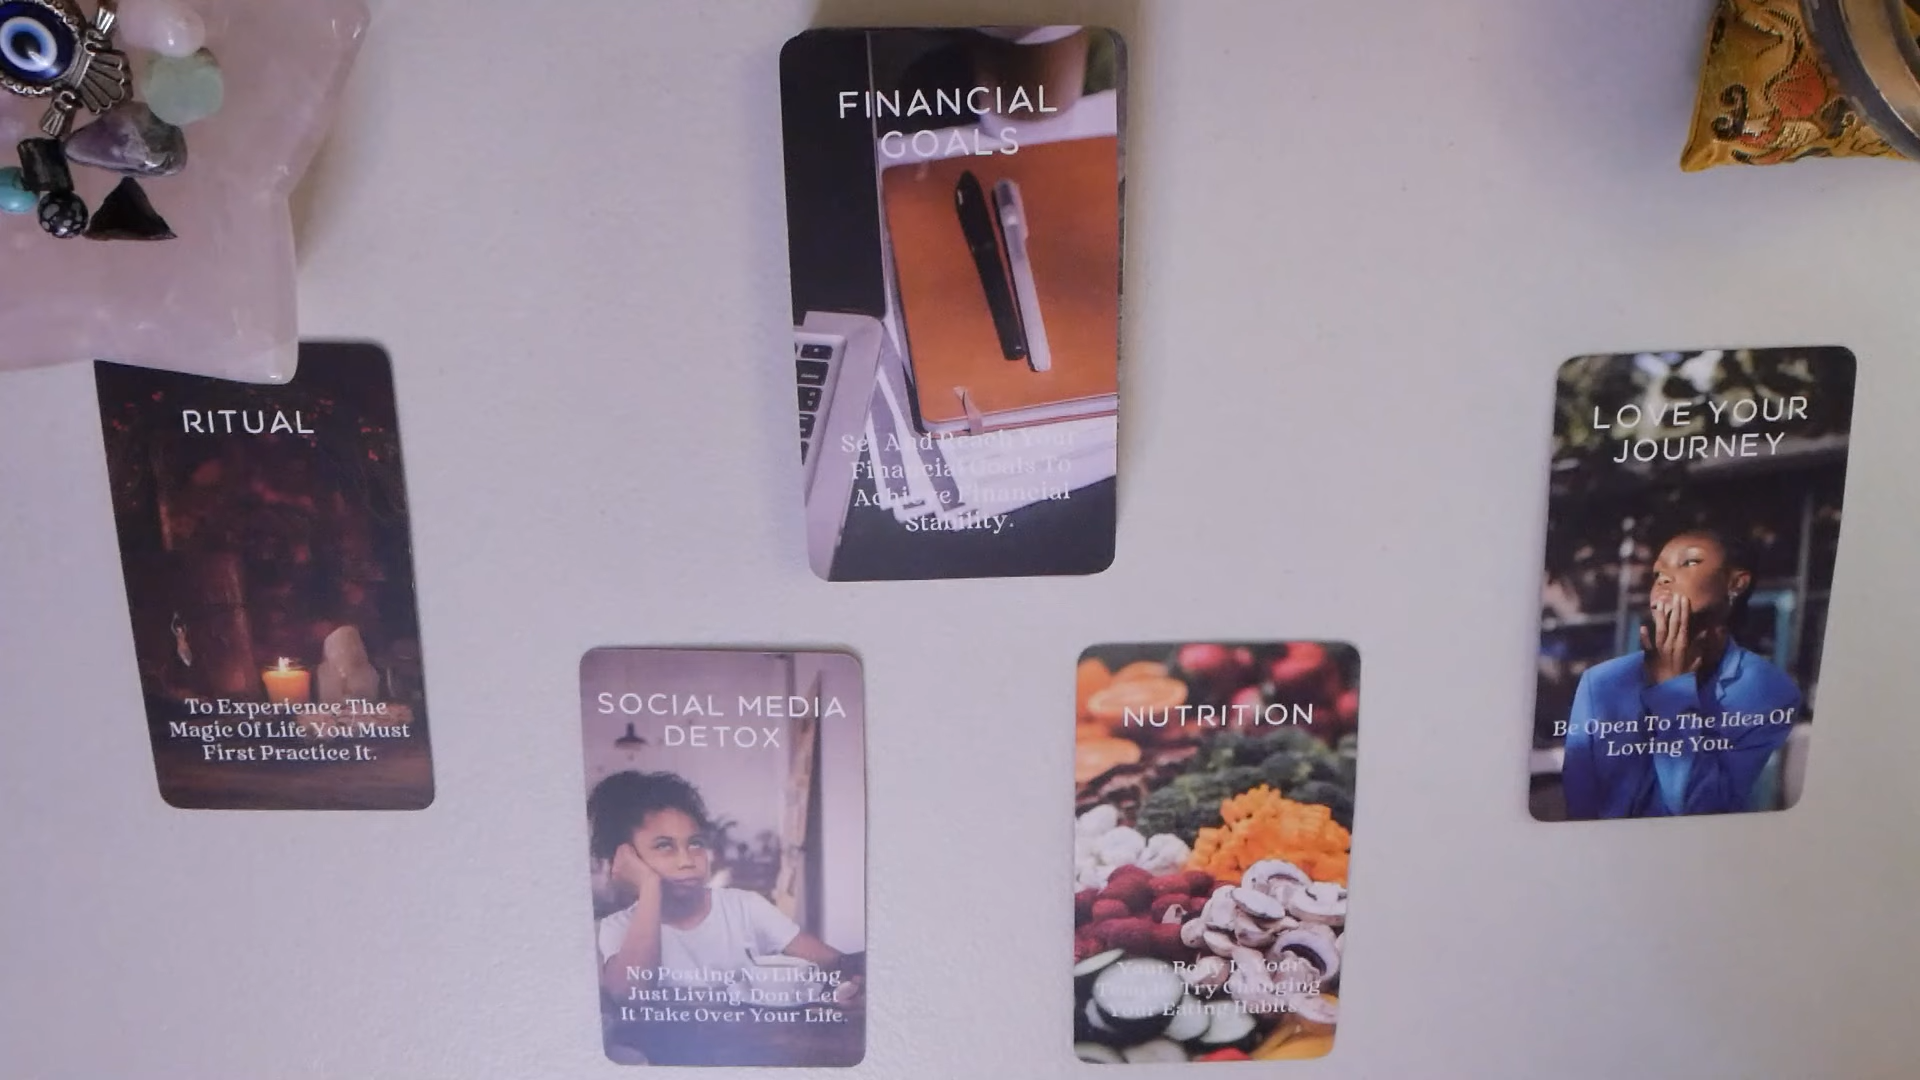 FINANCIAL
GOALS
Set And Reach Your
Financial Goals To
Achieve Financial
Stability.
RITUAL
To Experience The
Magic Of Life You Must
First Practice It.
SOCIAL MEDIA
DETOX
No Posting No Liking
Just Living. Don't Let
It Take Over Your Life.
NUTRITION
Your Body Is Your
Temple Try Changing
Your Eating Habits
LOVE YOUR
JOURNEY
Be Open To The Idea Of
Loving You.